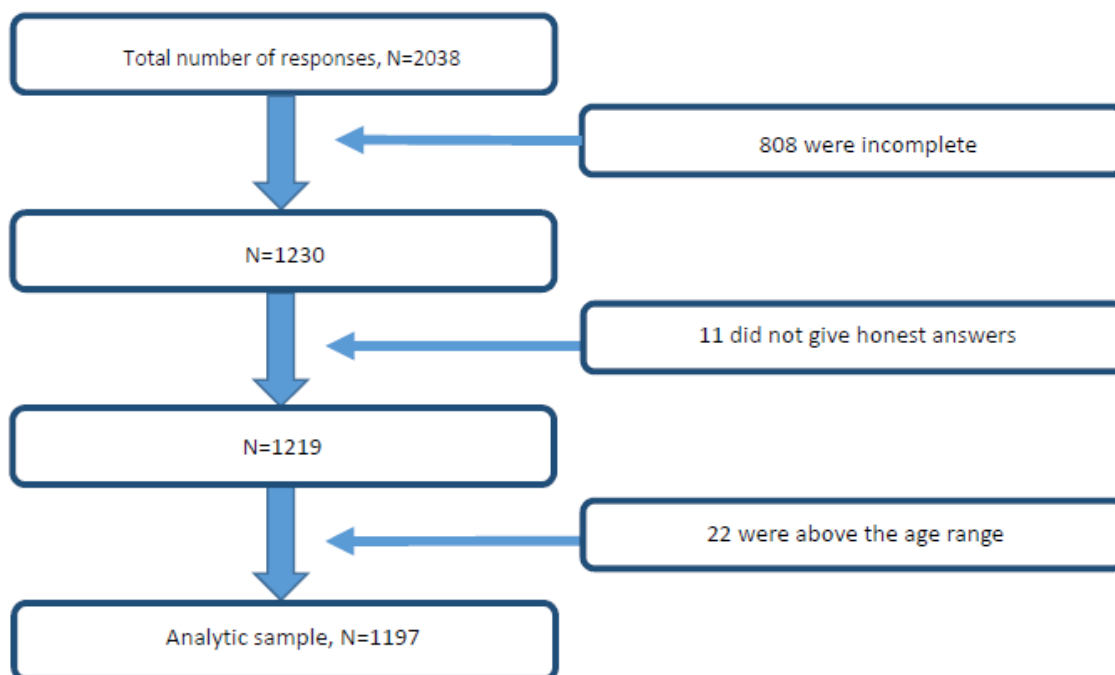 Total number of responses, N=2038
808 were incomplete
N=1230
11 did not give honest answers
N=1219
22 were above the age range
Analytic sample, N=1197